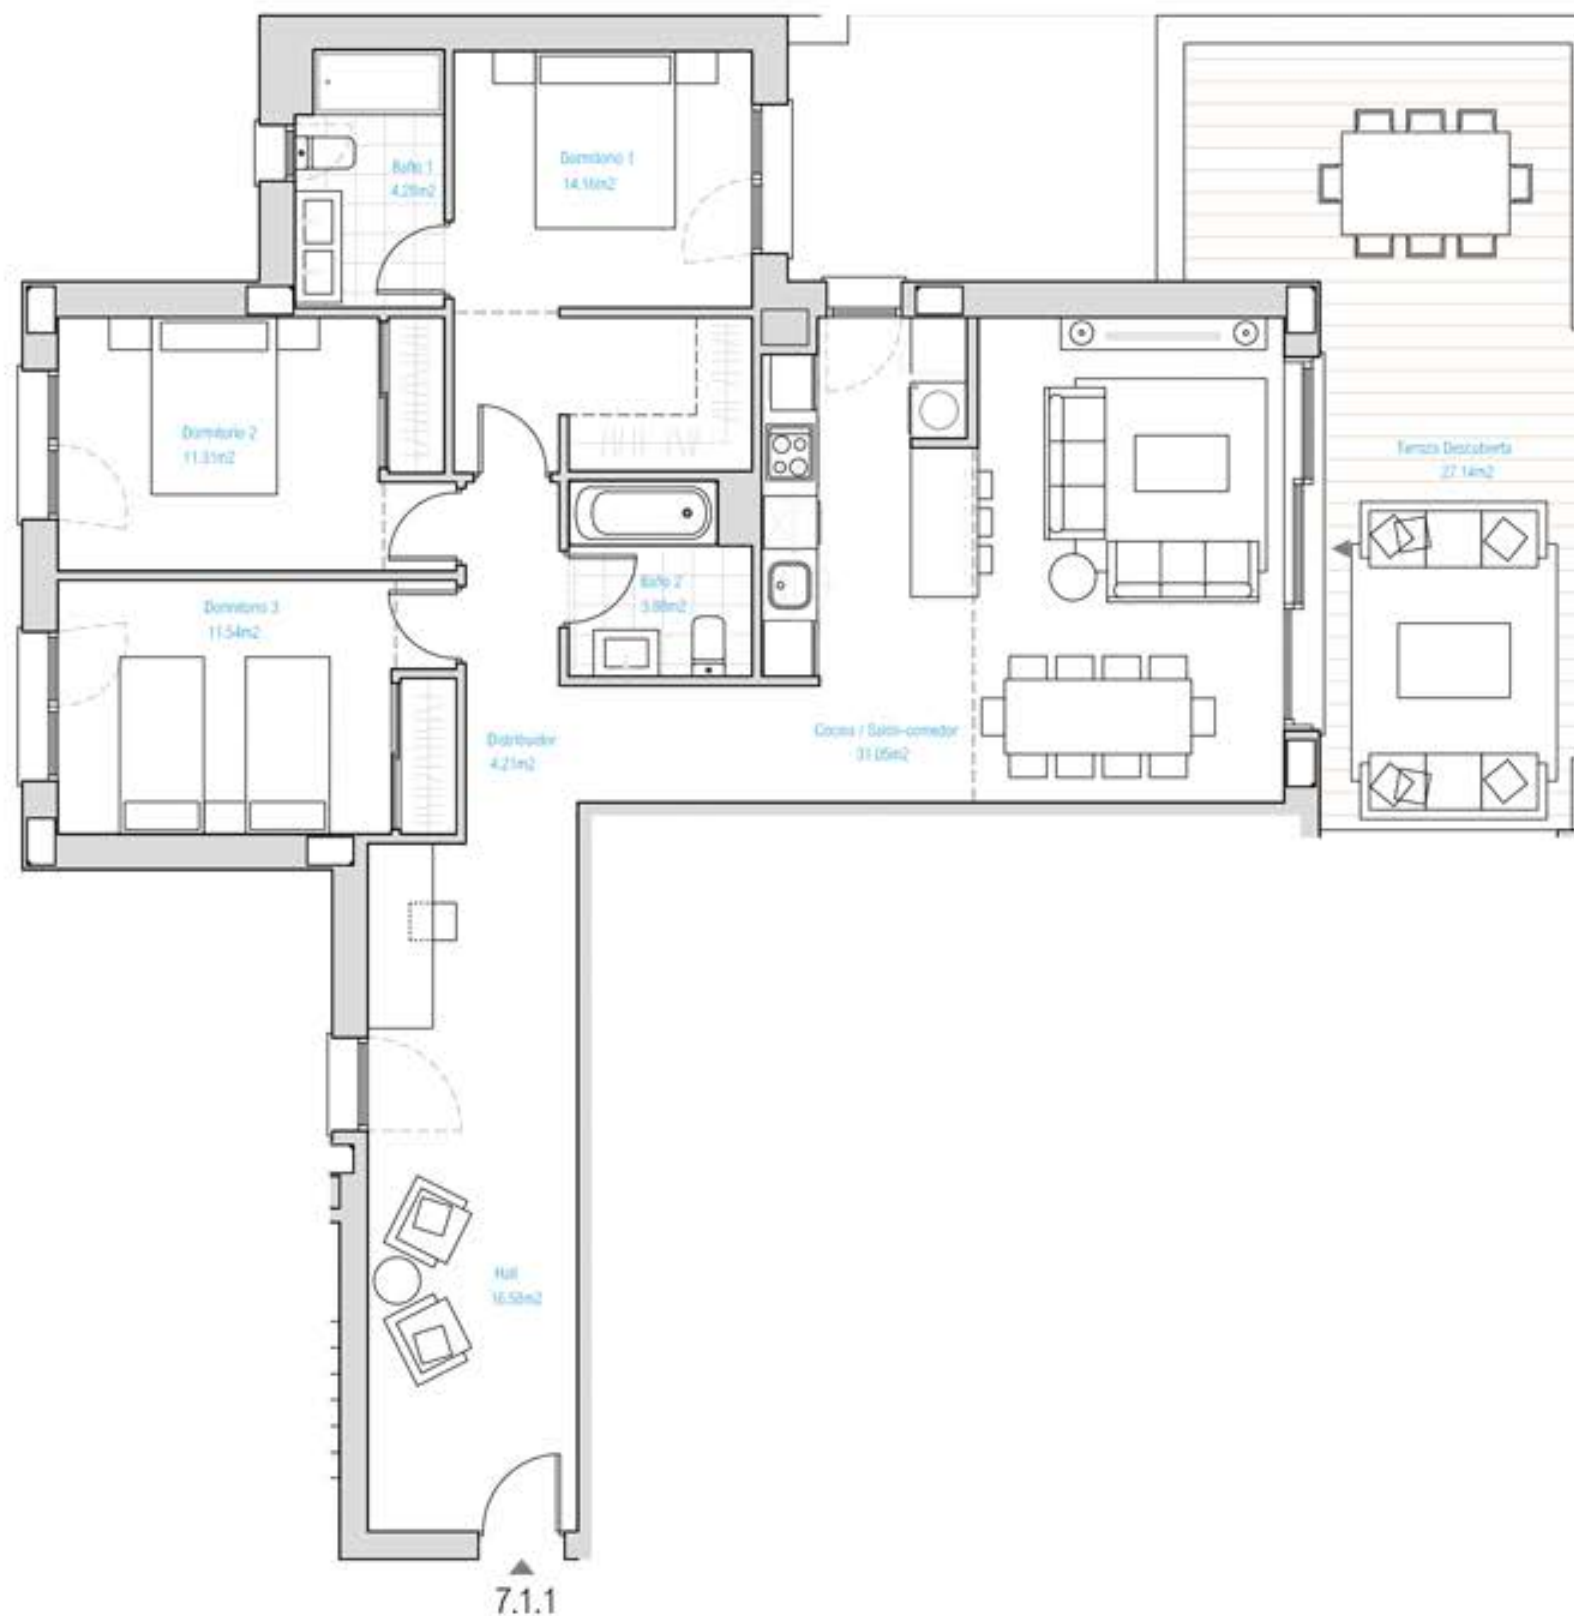 Baño 1
4.28m2
Dormitorio 1
14.16m2
Dormitorio 2
11.31m2
Terraza Descubierta
27.14m2
Baño 2
3.88m2
Dormitorio 3
11.54m2
Distribuidor
4.21m2
Cocina / Salón-comedor
31.05m2
Hall
16.58m2
7.1.1